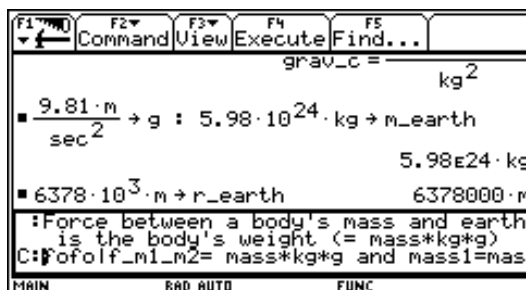 F1 F2 F3 F4 F5
Command View Execute Find...
grav_c = kg²
▪ 9.81·m/sec² → g : 5.98·10²⁴·kg → m_earth
5.98ᴇ24·kg
▪ 6378·10³·m → r_earth 6378000·m
:Force between a body's mass and earth
is the body's weight (= mass*kg*g)
C: fofolf_m1_m2= mass*kg*g and mass1=mas
MAIN RAD AUTO FUNC